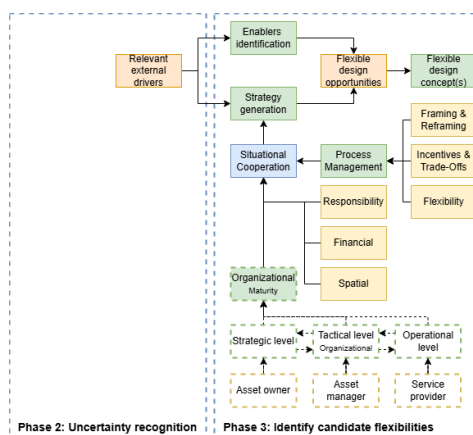 Enablers
identification
Relevant
external
drivers
Flexible
design
opportunities
Flexible
design
concept(s)
Strategy
generation
Framing &
Reframing
Situational
Cooperation
Process
Management
Incentives &
Trade-Offs
Responsibility
Flexibility
Financial
Organizational
Maturity
Spatial
Strategic level
Tactical level
Organizational
Operational
level
Asset owner
Asset
manager
Service
provider
Phase 2: Uncertainty recognition
Phase 3: Identify candidate flexibilities